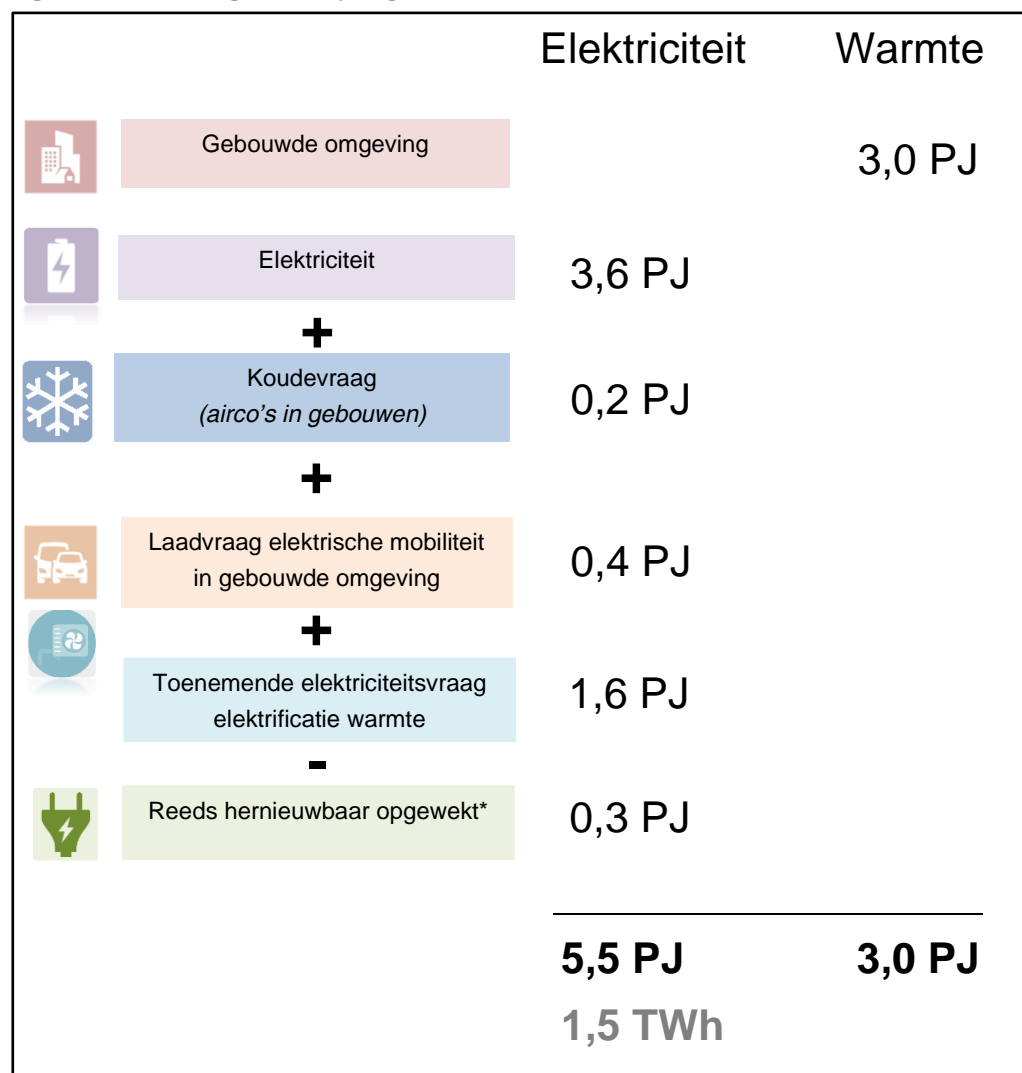 Elektriciteit Warmte
Gebouwde omgeving 3,0 PJ
Elektriciteit 3,6 PJ
+
Koudevraag
(airco's in gebouwen) 0,2 PJ
+
Laadvraag elektrische mobiliteit
in gebouwde omgeving 0,4 PJ
+
Toenemende elektriciteitsvraag
elektrificatie warmte 1,6 PJ
-
Reeds hernieuwbaar opgewekt* 0,3 PJ
5,5 PJ 3,0 PJ
1,5 TWh